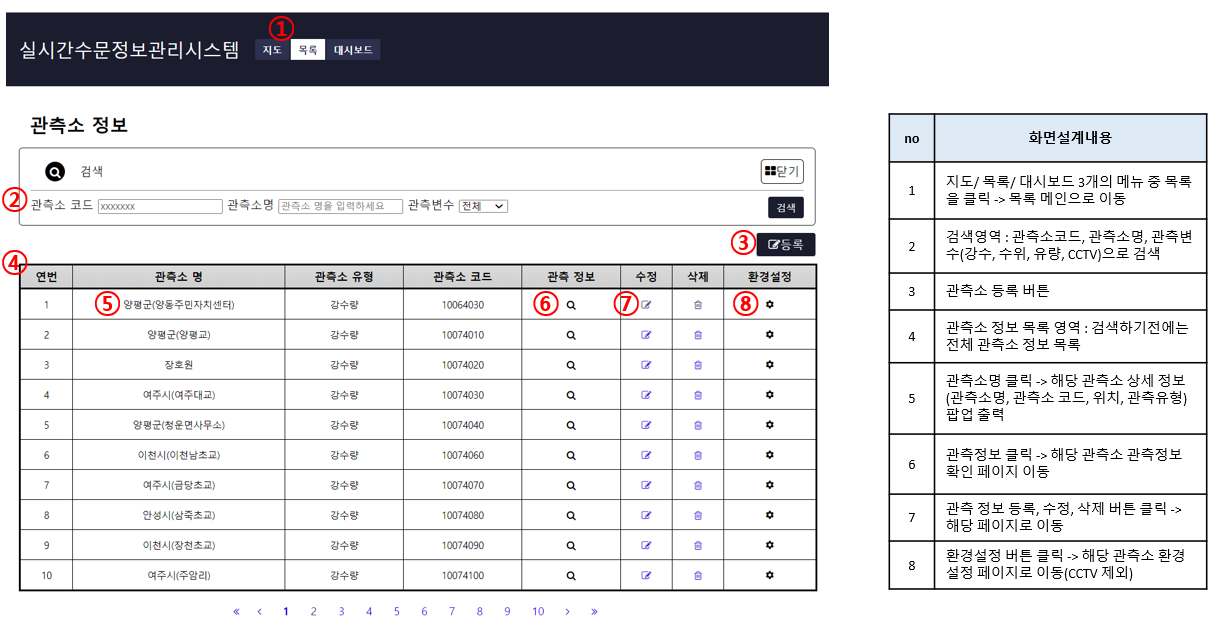 ①
실시간수문정보관리시스템 지도 목록 대시보드
관측소 정보
검색 닫기
② 관측소 코드 xxxxxxx 관측소명 관측소 명을 입력하세요 관측변수 전체 검색
③ 등록
④
연번 관측소 명 관측소 유형 관측소 코드 관측 정보 수정 삭제 환경설정
1 ⑤ 양평군(양동주민자치센터) 강수량 10064030 ⑥ ⑦ ⑧
2 양평군(양평교) 강수량 10074010
3 장호원 강수량 10074020
4 여주시(여주대교) 강수량 10074030
5 양평군(청운면사무소) 강수량 10074040
6 이천시(이천남초교) 강수량 10074060
7 여주시(금당초교) 강수량 10074070
8 안성시(삼죽초교) 강수량 10074080
9 이천시(장천초교) 강수량 10074090
10 여주시(주암리) 강수량 10074100
« ‹ 1 2 3 4 5 6 7 8 9 10 › »
no 화면설계내용
1 지도/ 목록/ 대시보드 3개의 메뉴 중 목록
을 클릭 -> 목록 메인으로 이동
2 검색영역 : 관측소코드, 관측소명, 관측변
수(강수, 수위, 유량, CCTV)으로 검색
3 관측소 등록 버튼
4 관측소 정보 목록 영역 : 검색하기전에는
전체 관측소 정보 목록
5 관측소명 클릭 -> 해당 관측소 상세 정보
(관측소명, 관측소 코드, 위치, 관측유형)
팝업 출력
6 관측정보 클릭 -> 해당 관측소 관측정보
확인 페이지 이동
7 관측 정보 등록, 수정, 삭제 버튼 클릭 ->
해당 페이지로 이동
8 환경설정 버튼 클릭 -> 해당 관측소 환경
설정 페이지로 이동(CCTV 제외)